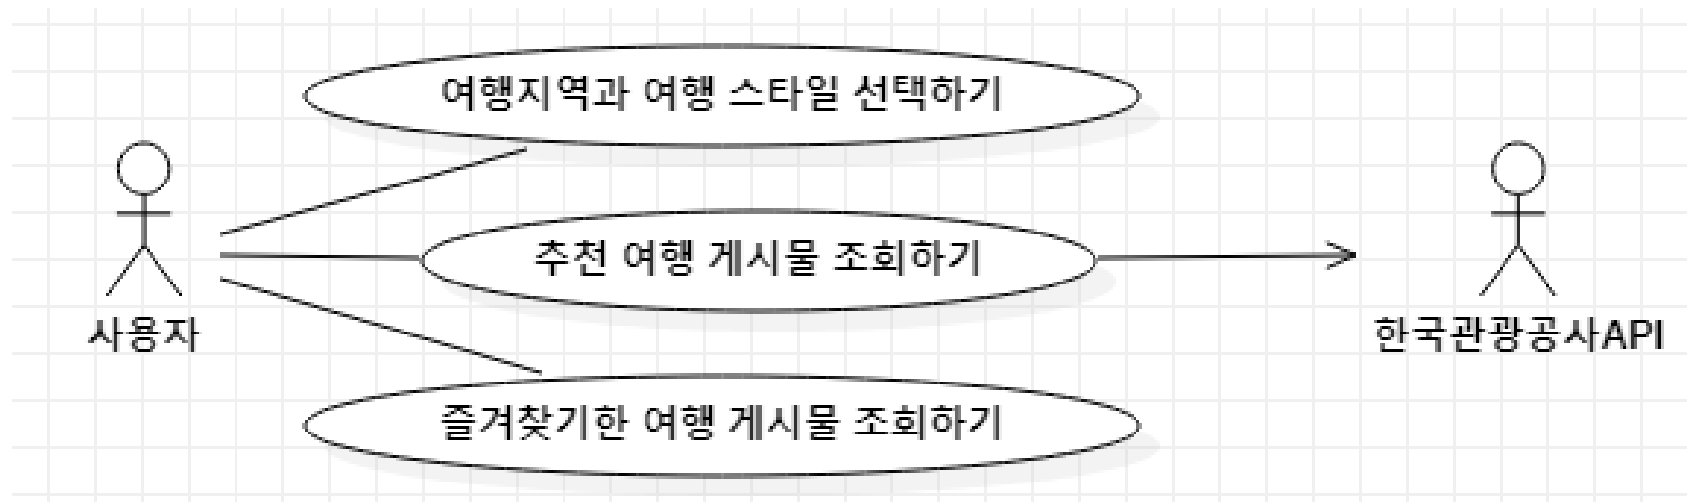 여행지역과 여행 스타일 선택하기
추천 여행 게시물 조회하기
사용자
한국관광공사API
즐겨찾기한 여행 게시물 조회하기